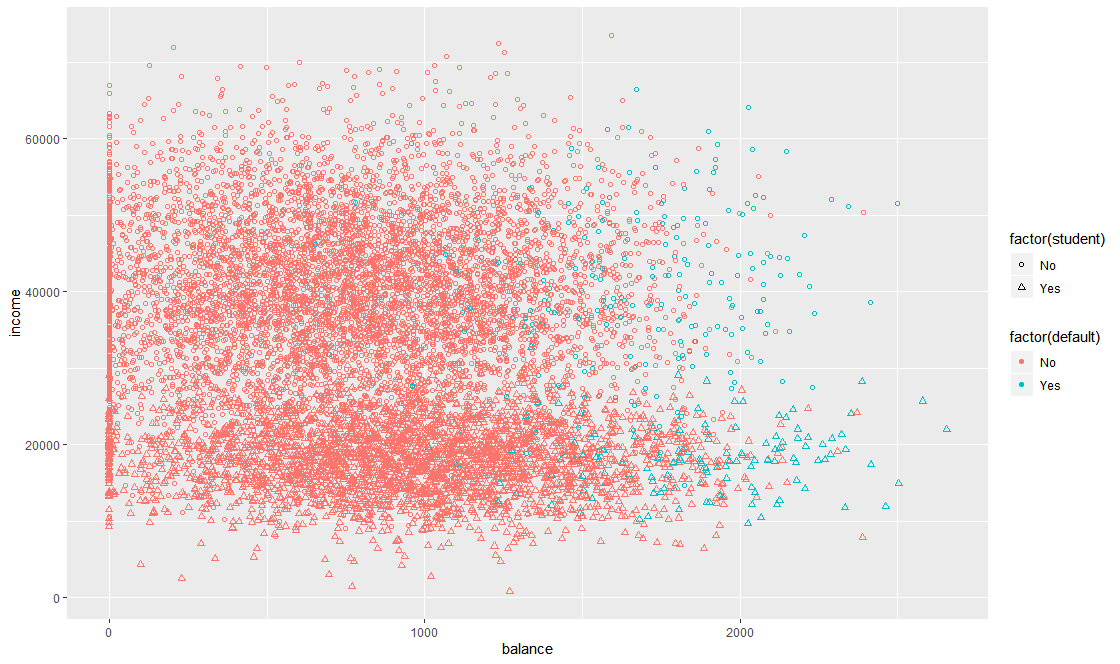 60000
40000
20000
0
income
0
1000
2000
balance
factor(student)
No
Yes
factor(default)
No
Yes